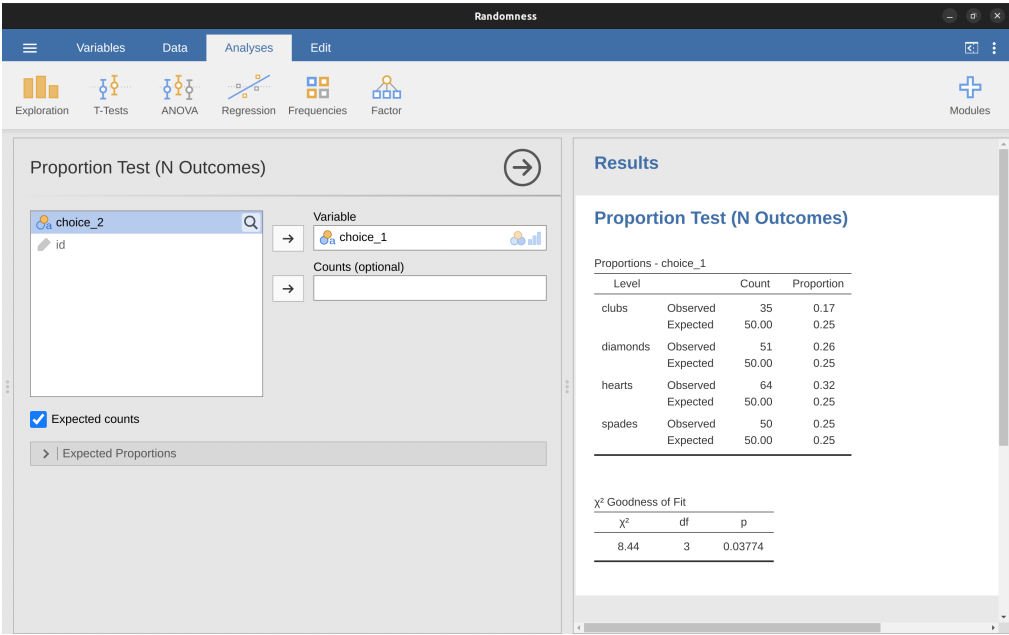 Randomness
Variables Data Analyses Edit
Exploration T-Tests ANOVA Regression Frequencies Factor Modules
Proportion Test (N Outcomes)
choice_2
id
Variable
choice_1
Counts (optional)
Expected counts
Expected Proportions
Results
Proportion Test (N Outcomes)
Proportions - choice_1
Level Count Proportion
clubs Observed 35 0.17
Expected 50.00 0.25
diamonds Observed 51 0.26
Expected 50.00 0.25
hearts Observed 64 0.32
Expected 50.00 0.25
spades Observed 50 0.25
Expected 50.00 0.25
χ² Goodness of Fit
χ² df p
8.44 3 0.03774